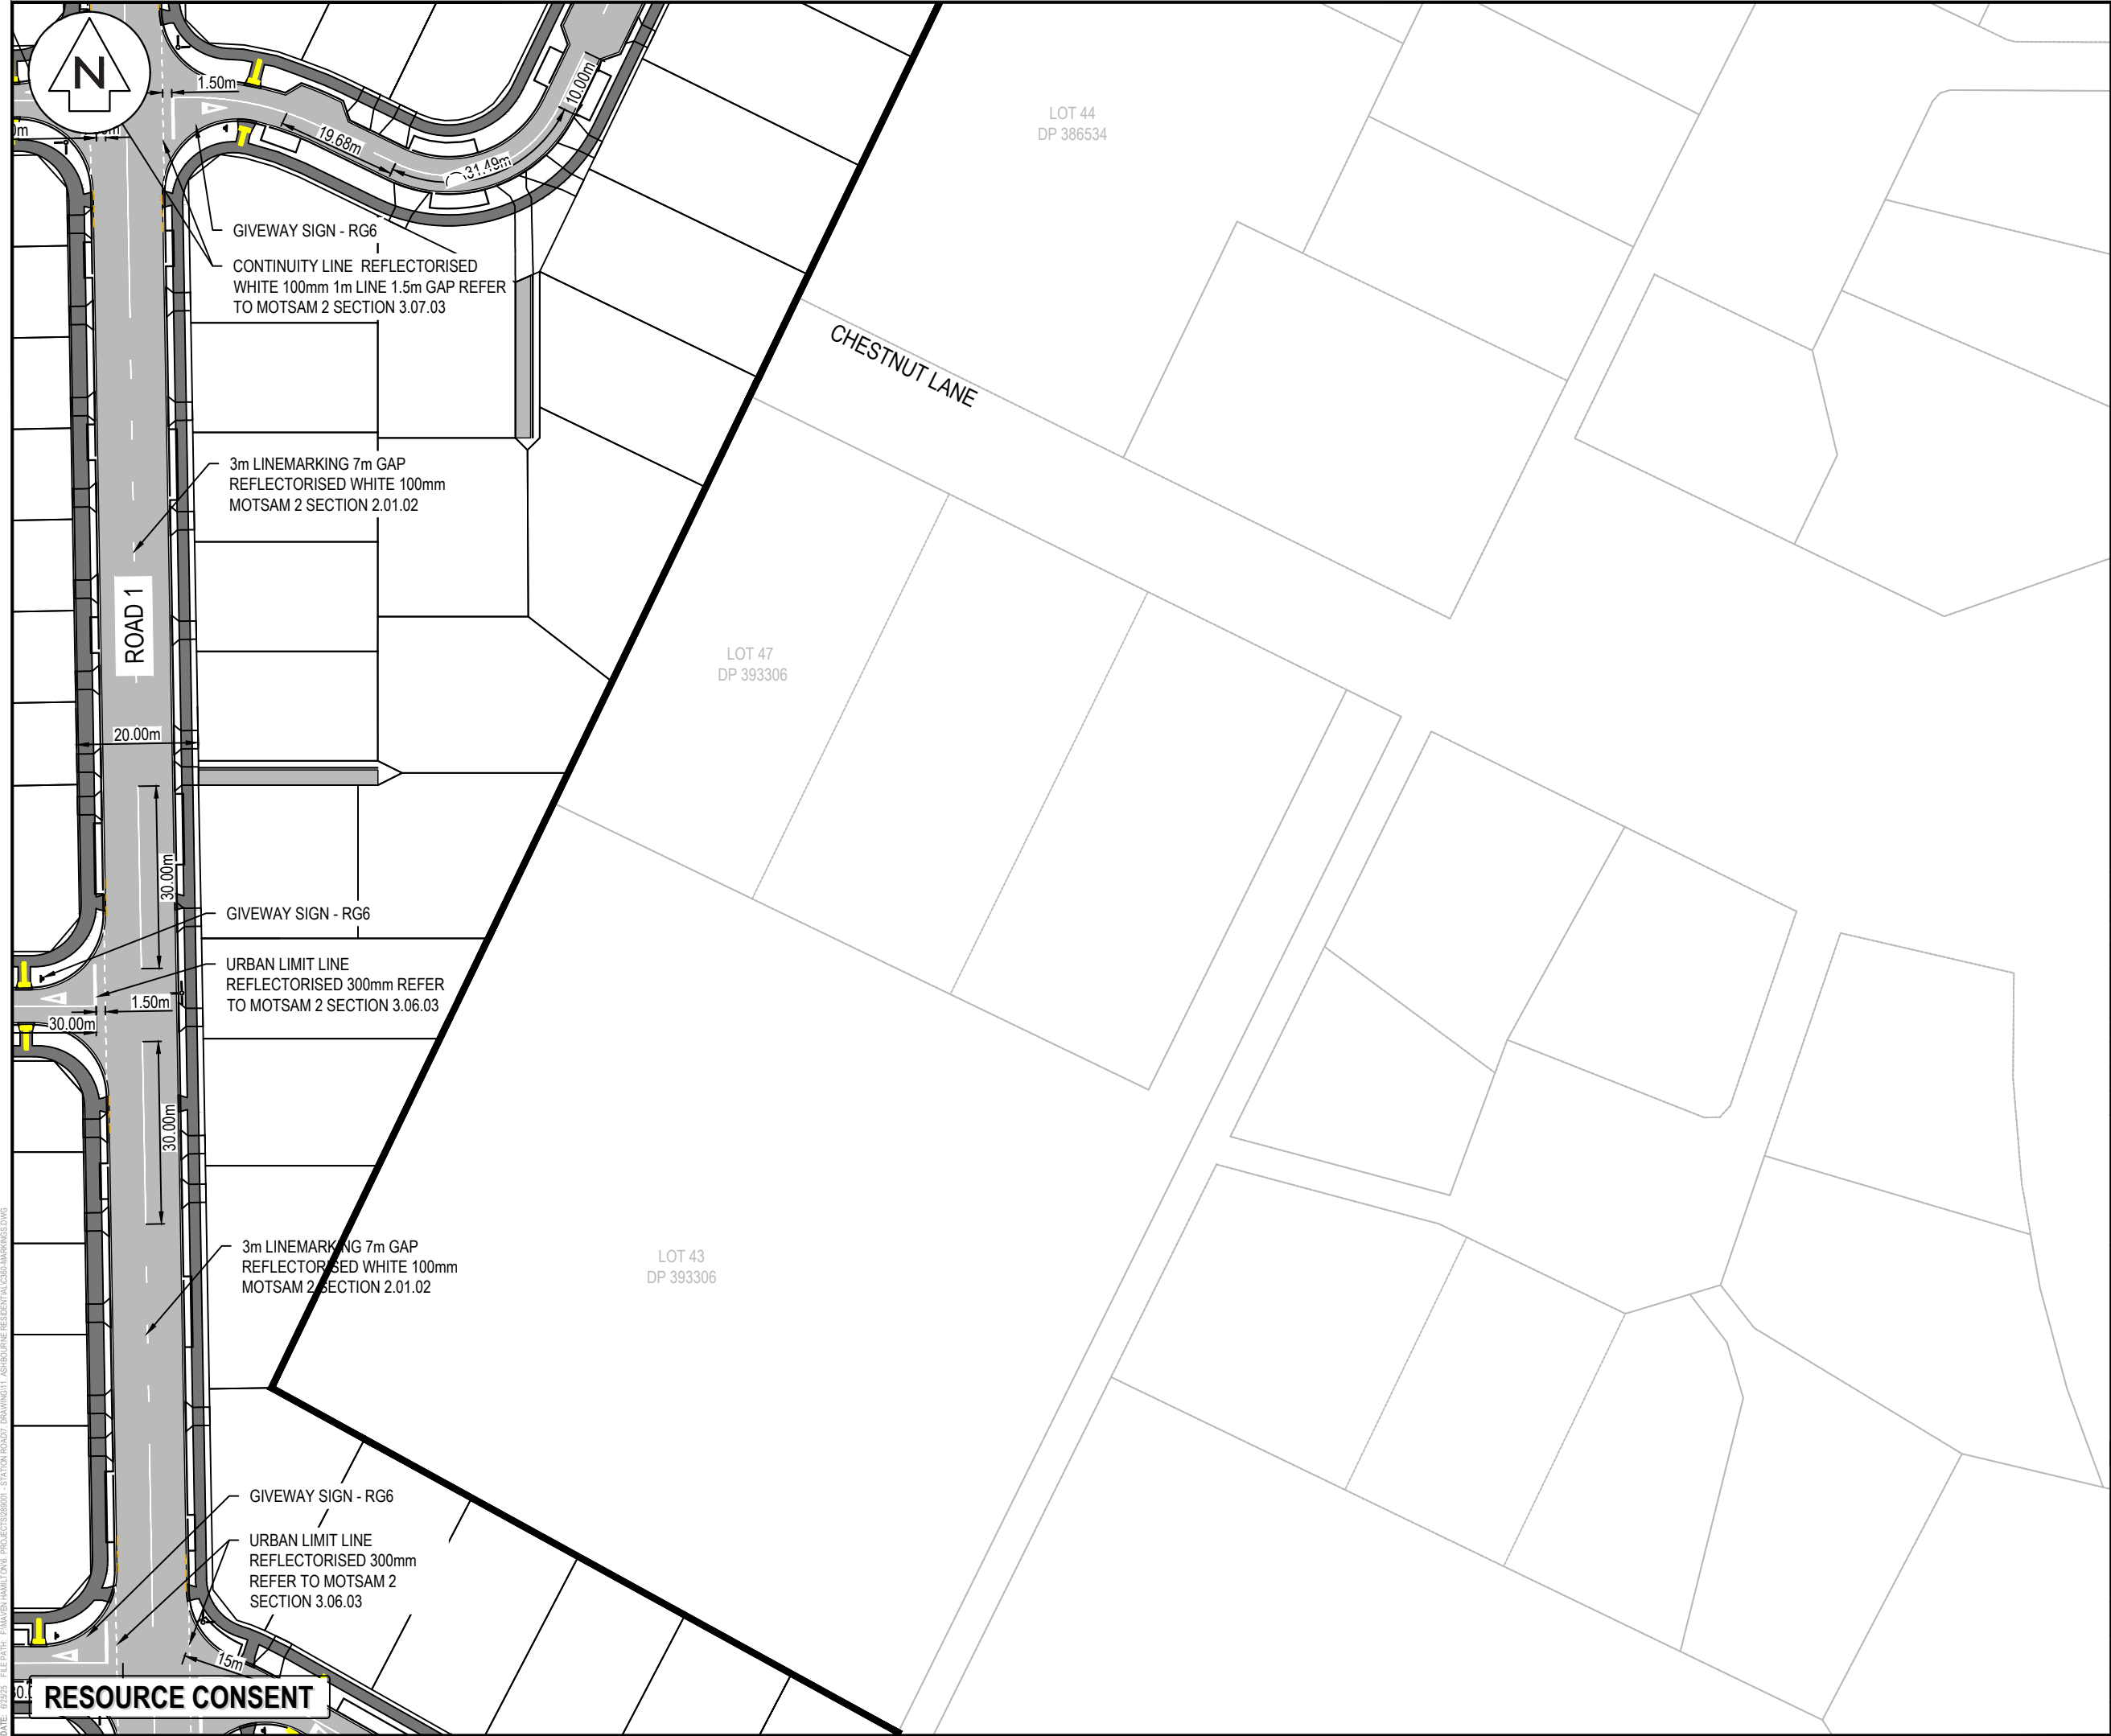 N
1.50m
19.68m
31.49m
10.00m
GIVEWAY SIGN - RG6
CONTINUITY LINE REFLECTORISED
WHITE 100mm 1m LINE 1.5m GAP REFER
TO MOTSAM 2 SECTION 3.07.03
LOT 44
DP 386534
CHESTNUT LANE
3m LINEMARKING 7m GAP
REFLECTORISED WHITE 100mm
MOTSAM 2 SECTION 2.01.02
ROAD 1
LOT 47
DP 393306
20.00m
30.00m
GIVEWAY SIGN - RG6
URBAN LIMIT LINE
REFLECTORISED 300mm REFER
TO MOTSAM 2 SECTION 3.06.03
1.50m
30.00m
30.00m
3m LINEMARKING 7m GAP
REFLECTORISED WHITE 100mm
MOTSAM 2 SECTION 2.01.02
LOT 43
DP 393306
GIVEWAY SIGN - RG6
URBAN LIMIT LINE
REFLECTORISED 300mm
REFER TO MOTSAM 2
SECTION 3.06.03
15m
RESOURCE CONSENT